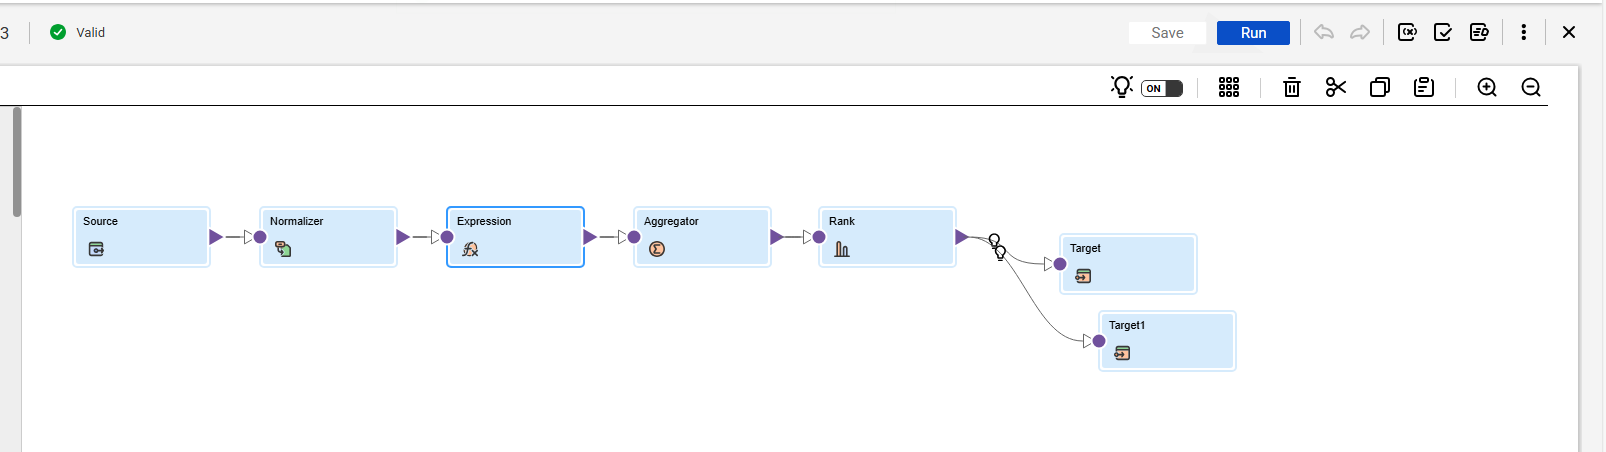 3
Valid
Save
Run
ON
Source
Normalizer
Expression
Aggregator
Rank
Target
Target1